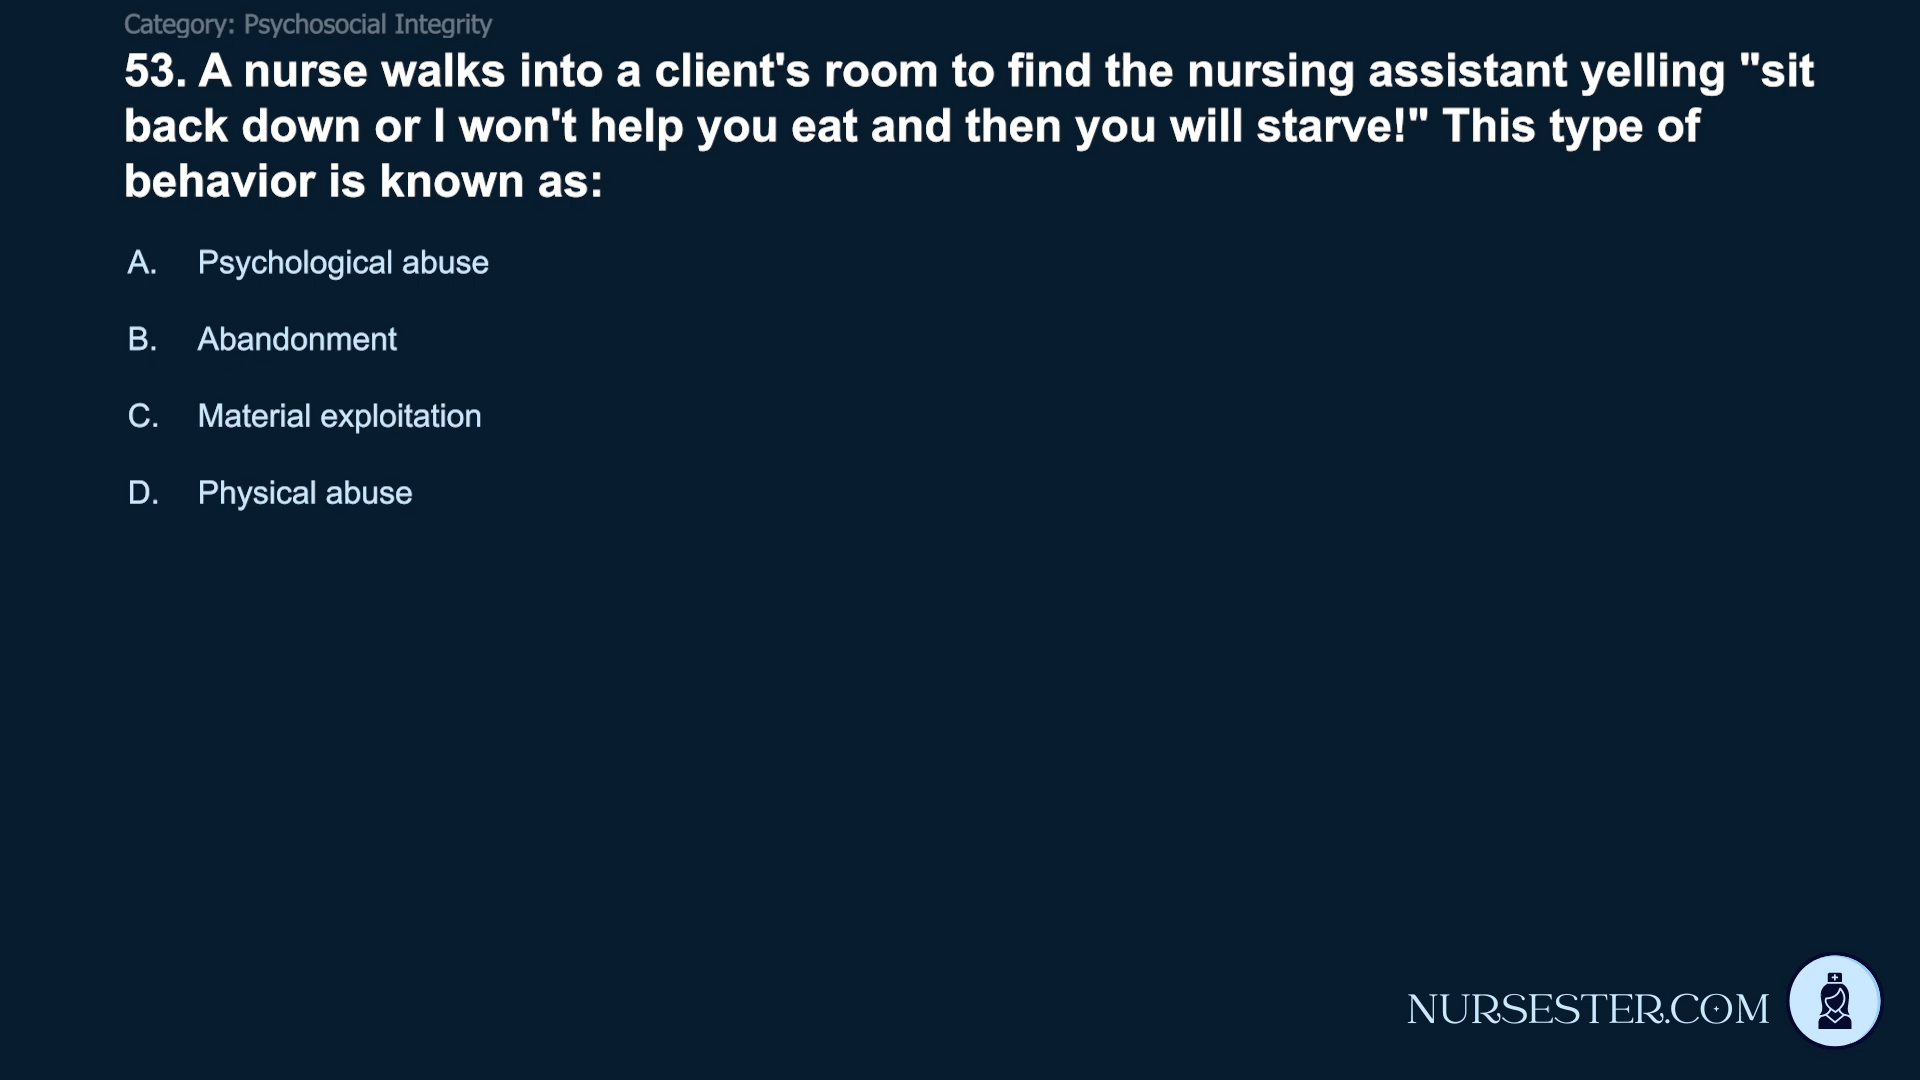 Category: Psychosocial Integrity
53. A nurse walks into a client's room to find the nursing assistant yelling "sit
back down or I won't help you eat and then you will starve!" This type of
behavior is known as:
A. Psychological abuse
B. Abandonment
C. Material exploitation
D. Physical abuse
NURSESTER.COM